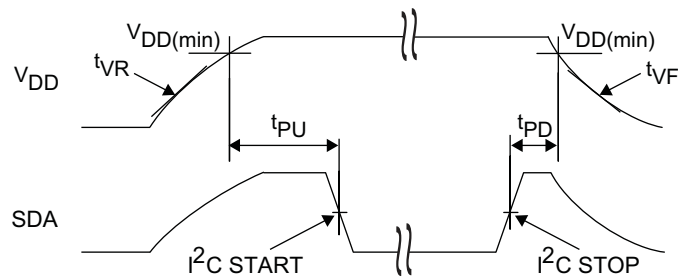 VDD(min) VDD(min)
tVR tVF
VDD
tPU tPD
SDA
I2C START I2C STOP